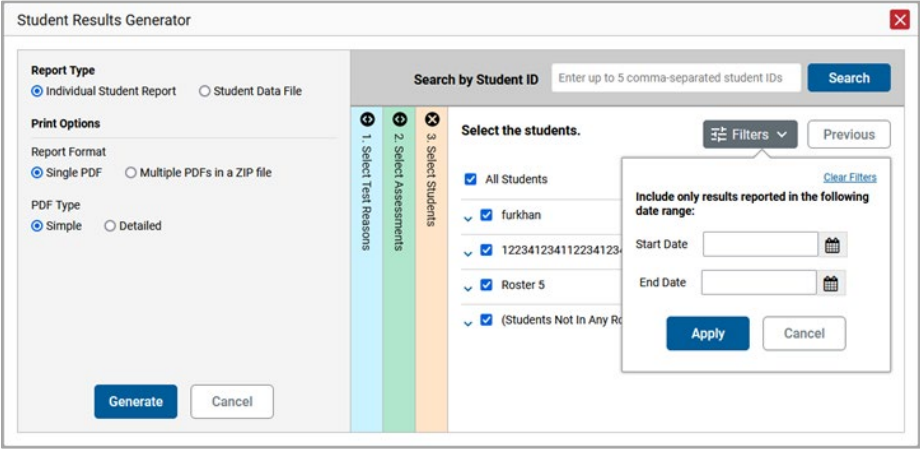 Student Results Generator
Report Type
Individual Student Report Student Data File
Print Options
Report Format
Single PDF Multiple PDFs in a ZIP file
PDF Type
Simple Detailed
Generate Cancel
Search by Student ID Enter up to 5 comma-separated student IDs Search
1. Select Test Reasons
2. Select Assessments
3. Select Students
Select the students. Filters Previous
All Students
furkhan
Roster 5
(Students Not In Any
Clear Filters
Include only results reported in the following
date range:
Start Date
End Date
Apply Cancel